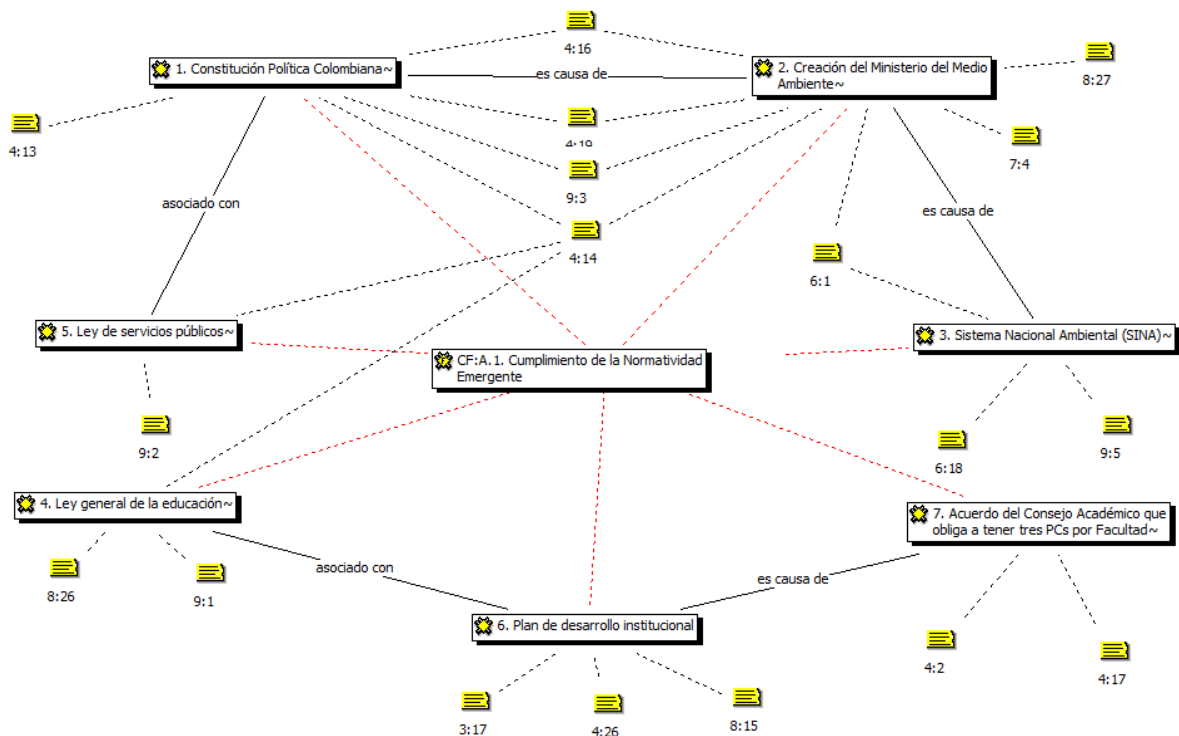 4:16
1. Constitución Política Colombiana~
es causa de
2. Creación del Ministerio del Medio
Ambiente~
8:27
4:13
4:19
7:4
9:3
asociado con
es causa de
4:14
6:1
5. Ley de servicios públicos~
3. Sistema Nacional Ambiental (SINA)~
CF:A.1. Cumplimiento de la Normatividad
Emergente
9:2
6:18
9:5
4. Ley general de la educación~
7. Acuerdo del Consejo Académico que
obliga a tener tres PCs por Facultad~
8:26
9:1
asociado con
es causa de
6. Plan de desarrollo institucional
4:2
4:17
3:17
4:26
8:15